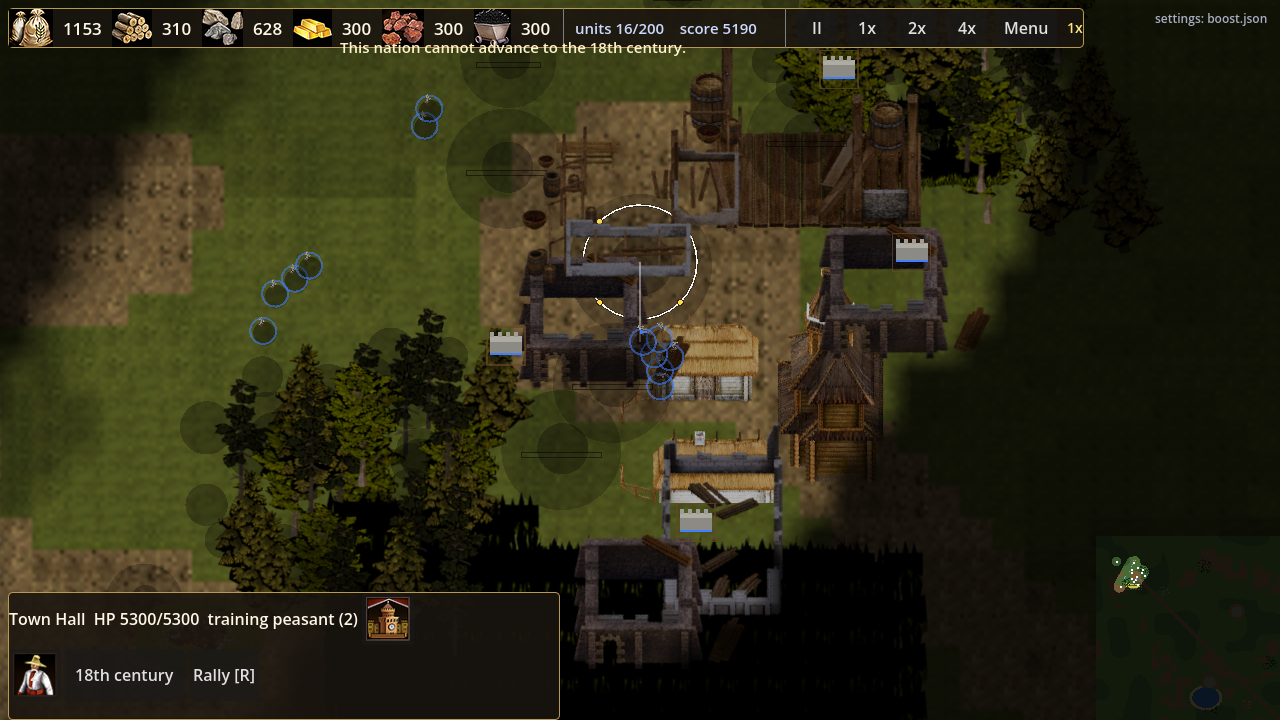 1153 310 628 300 300 300 units 16/200 score 5190 II 1x 2x 4x Menu 1x
settings: boost.json
This nation cannot advance to the 18th century.
Town Hall HP 5300/5300 training peasant (2)
18th century Rally [R]